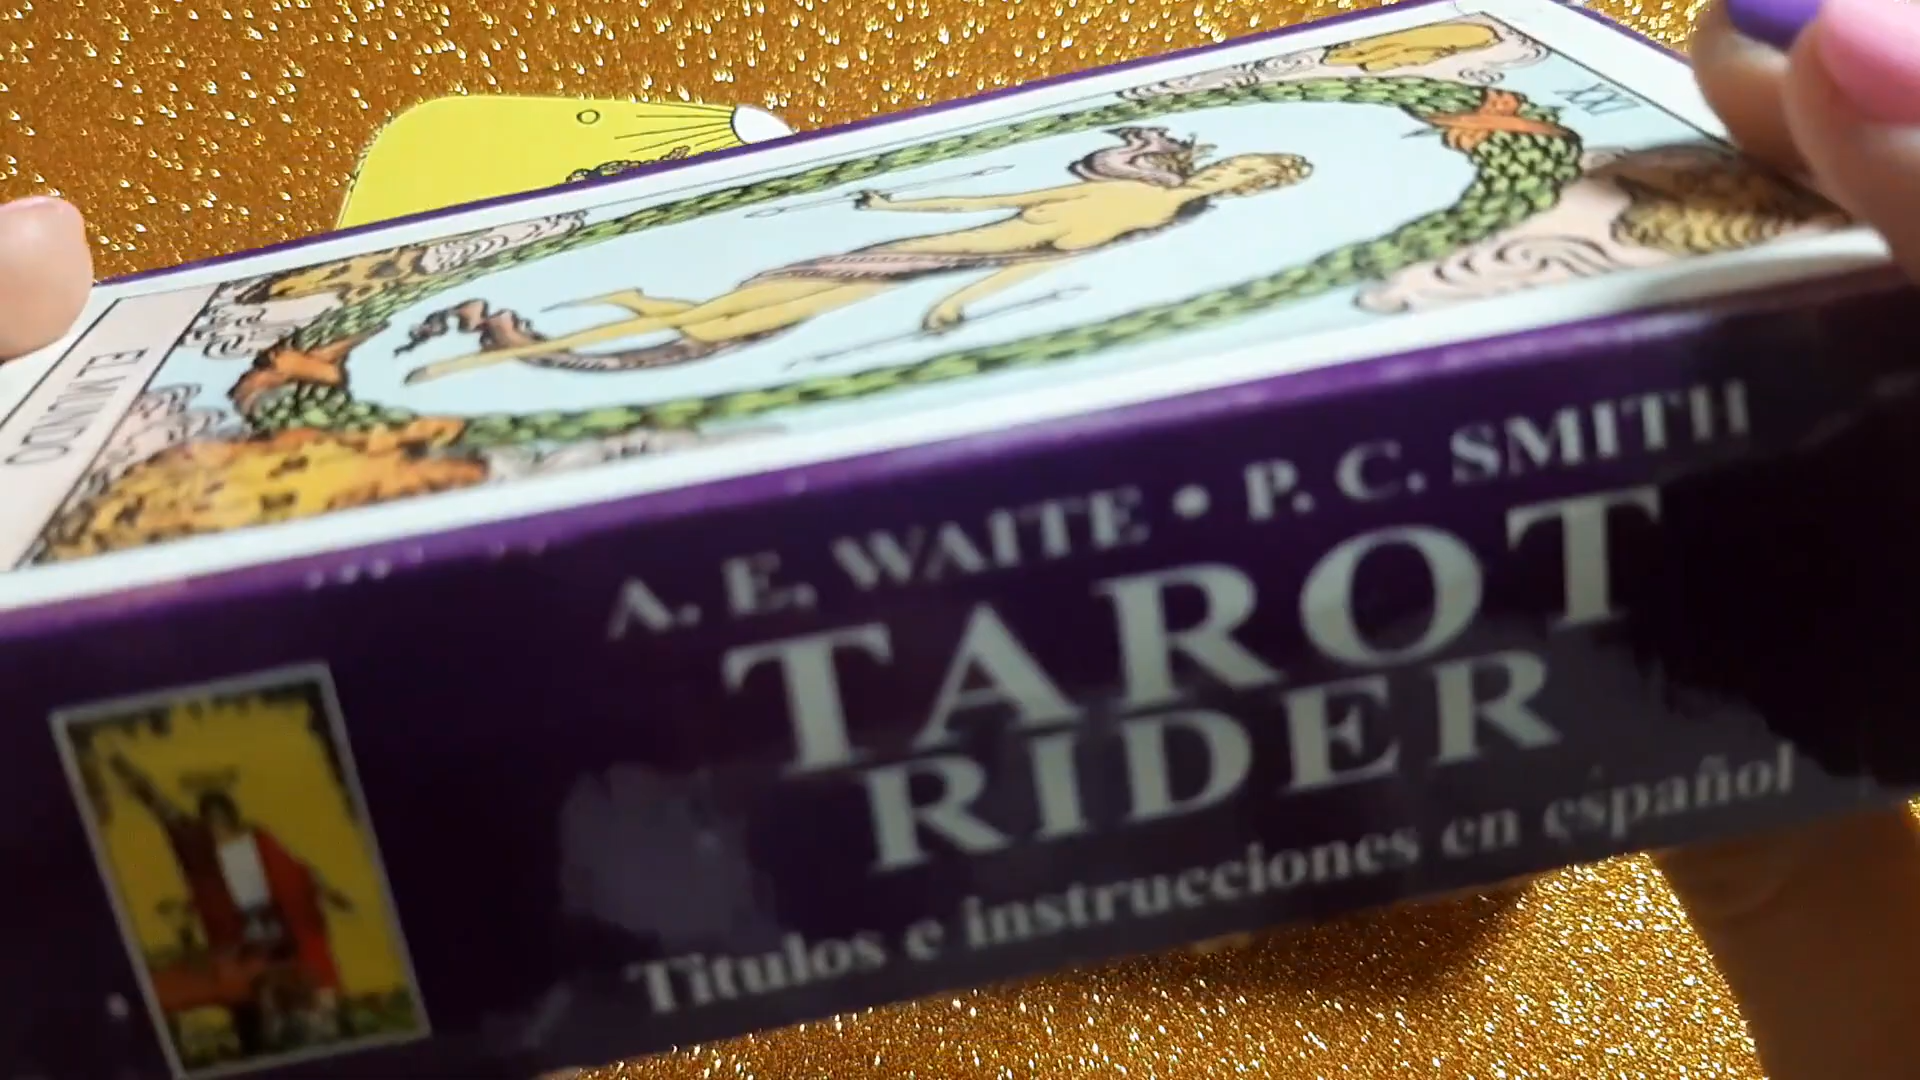 XXI
EL MUNDO
A. E. WAITE • P. C. SMITH
TAROT
RIDER
Títulos e instrucciones en español